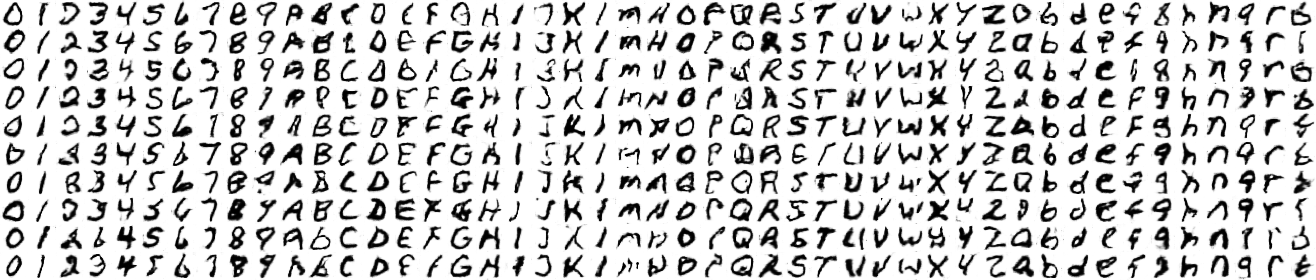 0 1 2 3 4 5 6 7 8 9 A B C D E F G H I J K l m N O P Q R S T U V W X Y Z a b d e f g h n q r t
0 1 2 3 4 5 6 7 8 9 A B C D E F G H I J K l m N O P Q R S T U V W X Y Z a b d e f g h n q r t
0 1 2 3 4 5 6 7 8 9 A B C D G H I J K l m P R S T U V W X Y Z a b d e g h n q r e
0 1 2 3 4 5 6 7 8 9 A P C D E F G H I J K l m N O P Q R S T U V W X Y Z a b d e f g h n q r t
0 1 2 3 4 5 6 7 8 9 A B C D E F G H I J K l m N O P Q R S T U V W X Y Z a b d e f g h n q r t
0 1 2 3 4 5 6 7 8 9 A B C D E F G H I J K l m N O P Q R E T U V W X Y Z a b d e f g h n q r t
0 1 8 3 4 5 6 7 8 9 A B C D E F G H I J K l m N O P Q R S T U V W X Y Z a b d e f g h n q r t
0 1 2 3 4 5 6 7 8 9 A B C D E F G H I J K l m N O P Q R S T U V W X Y Z a b d e f g h n q r t
0 1 2 6 4 5 6 7 8 9 A b C D E F G H I J K l m N O P Q R S T U V W Y Y Z a b d e f g h n q r t
0 1 2 3 4 5 6 7 8 9 A B C D E F G H I J K l m N O P Q R S T U V W X Y Z a b d e f g h n q r t